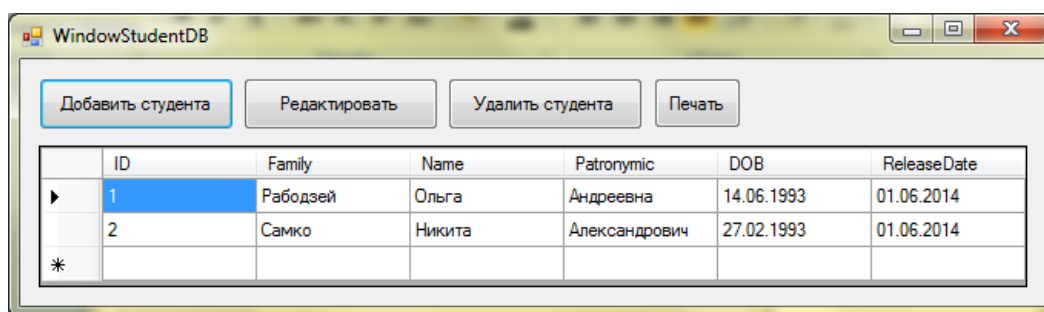 WindowStudentDB
Добавить студента Редактировать Удалить студента Печать
ID Family Name Patronymic DOB ReleaseDate
1 Рабодзей Ольга Андреевна 14.06.1993 01.06.2014
2 Самко Никита Александрович 27.02.1993 01.06.2014